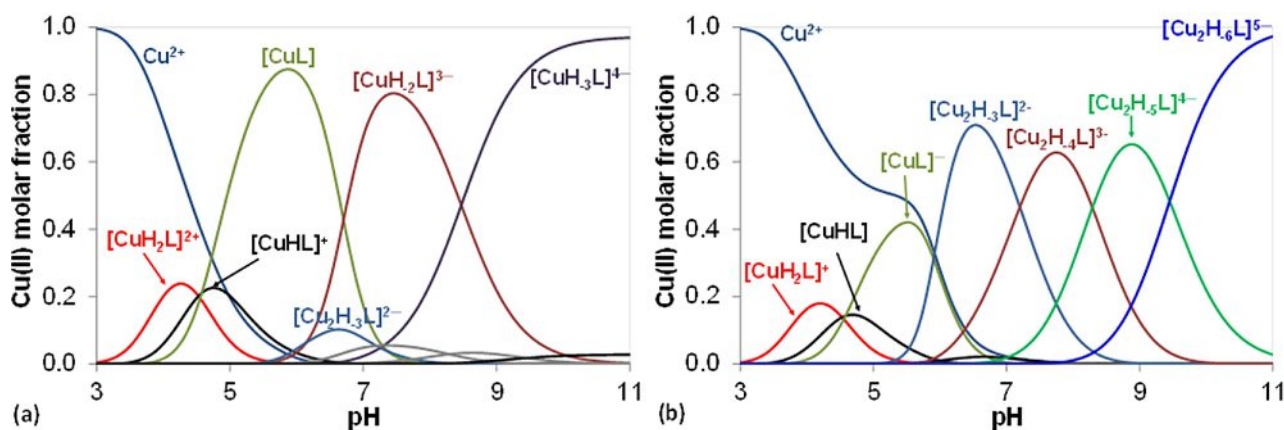 1.0
0.8
0.6
0.4
0.2
0.0
Cu(II) molar fraction
Cu²⁺
[CuL]
[CuH₋₂L]³⁻
[CuH₋₃L]⁴⁻
[CuH₂L]²⁺
[CuHL]⁺
[Cu₂H₋₃L]²⁻
3 5 7 9 11
pH
(a)
1.0
0.8
0.6
0.4
0.2
0.0
Cu(II) molar fraction
Cu²⁺
[Cu₂H₋₆L]⁵⁻
[Cu₂H₋₃L]²⁻
[Cu₂H₋₅L]⁴⁻
[Cu₂H₋₄L]³⁻
[CuL]⁻
[CuHL]
[CuH₂L]⁺
3 5 7 9 11
pH
(b)